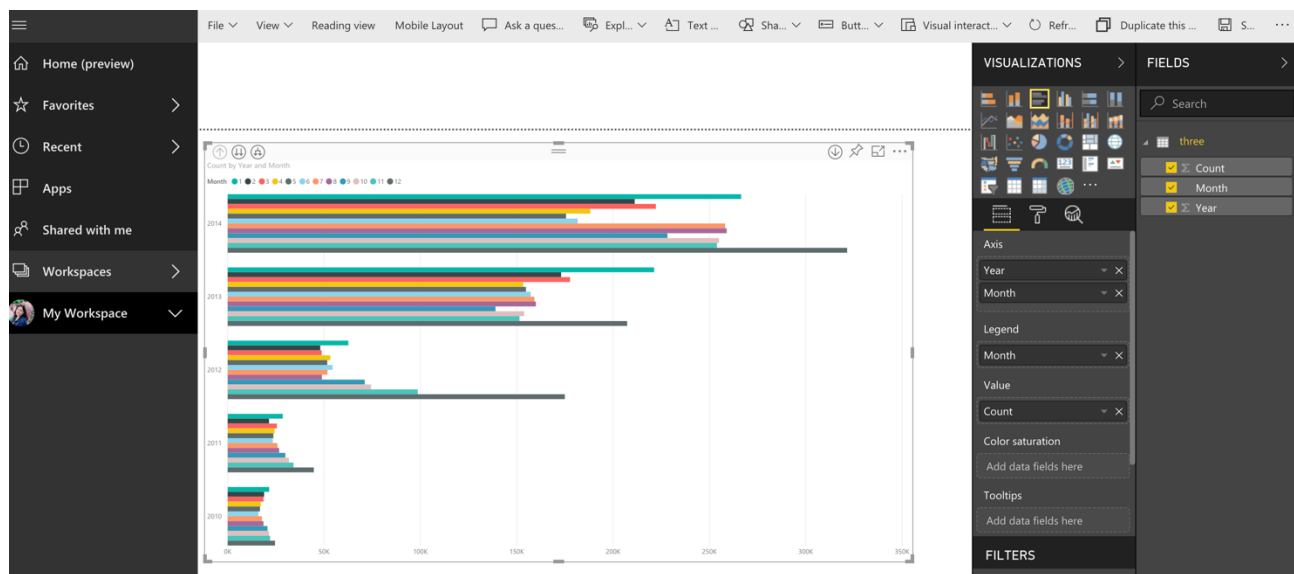 File View Reading view Mobile Layout Ask a ques... Expl... Text ... Sha... Butt... Visual interact... Refr... Duplicate this ... S... ...
Home (preview)
Favorites
Recent
Apps
Shared with me
Workspaces
My Workspace
Count by Year and Month
Month 1 2 3 4 5 6 7 8 9 10 11 12
2014
2013
2012
2011
2010
0K 50K 100K 150K 200K 250K 300K 350K
VISUALIZATIONS
Axis
Year
Month
Legend
Month
Value
Count
Color saturation
Add data fields here
Tooltips
Add data fields here
FILTERS
FIELDS
Search
three
Σ Count
Month
Σ Year